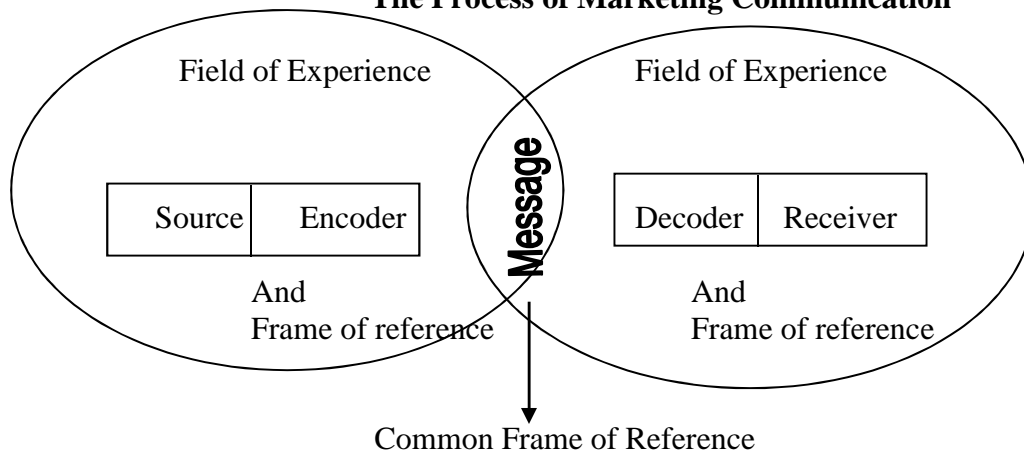 The Process of Marketing Communication
Field of Experience
Field of Experience
Message
Source
Encoder
Decoder
Receiver
And
Frame of reference
And
Frame of reference
Common Frame of Reference